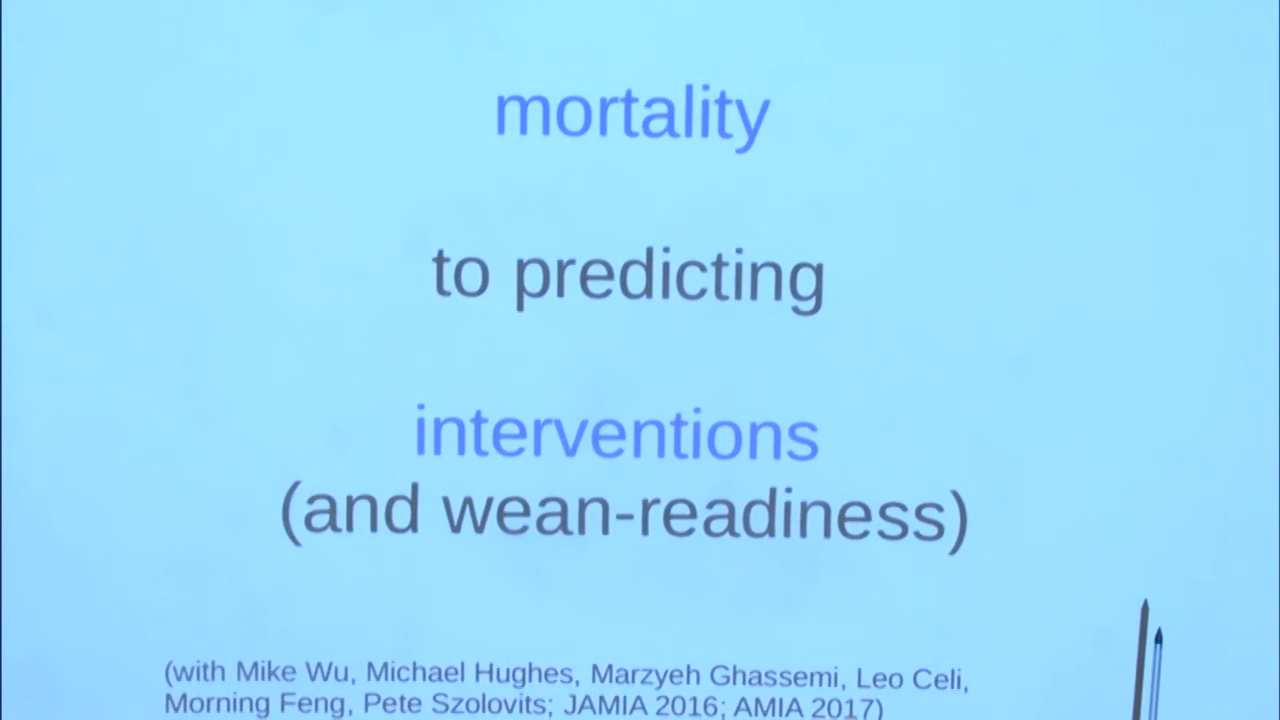 mortality
to predicting
interventions
(and wean-readiness)
(with Mike Wu, Michael Hughes, Marzyeh Ghassemi, Leo Celi,
Morning Feng, Pete Szolovits; JAMIA 2016; AMIA 2017)